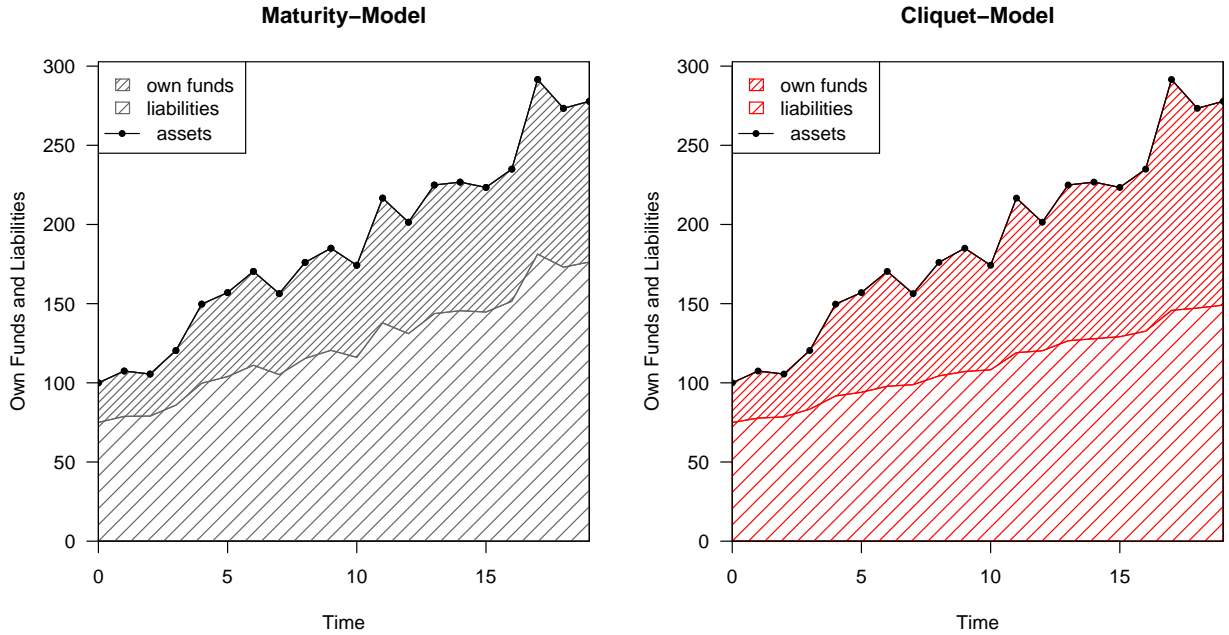 Maturity−Model
own funds
liabilities
assets
Own Funds and Liabilities
300
250
200
150
100
50
0
0 5 10 15
Time
Cliquet−Model
own funds
liabilities
assets
Own Funds and Liabilities
300
250
200
150
100
50
0
0 5 10 15
Time